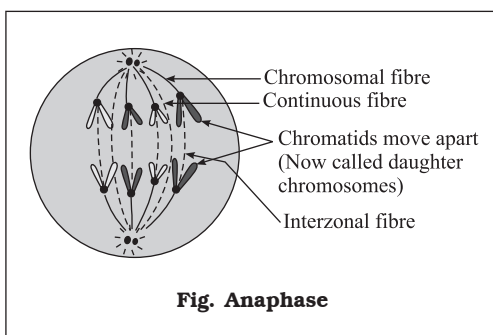 Chromosomal fibre
Continuous fibre
Chromatids move apart
(Now called daughter
chromosomes)
Interzonal fibre
Fig. Anaphase